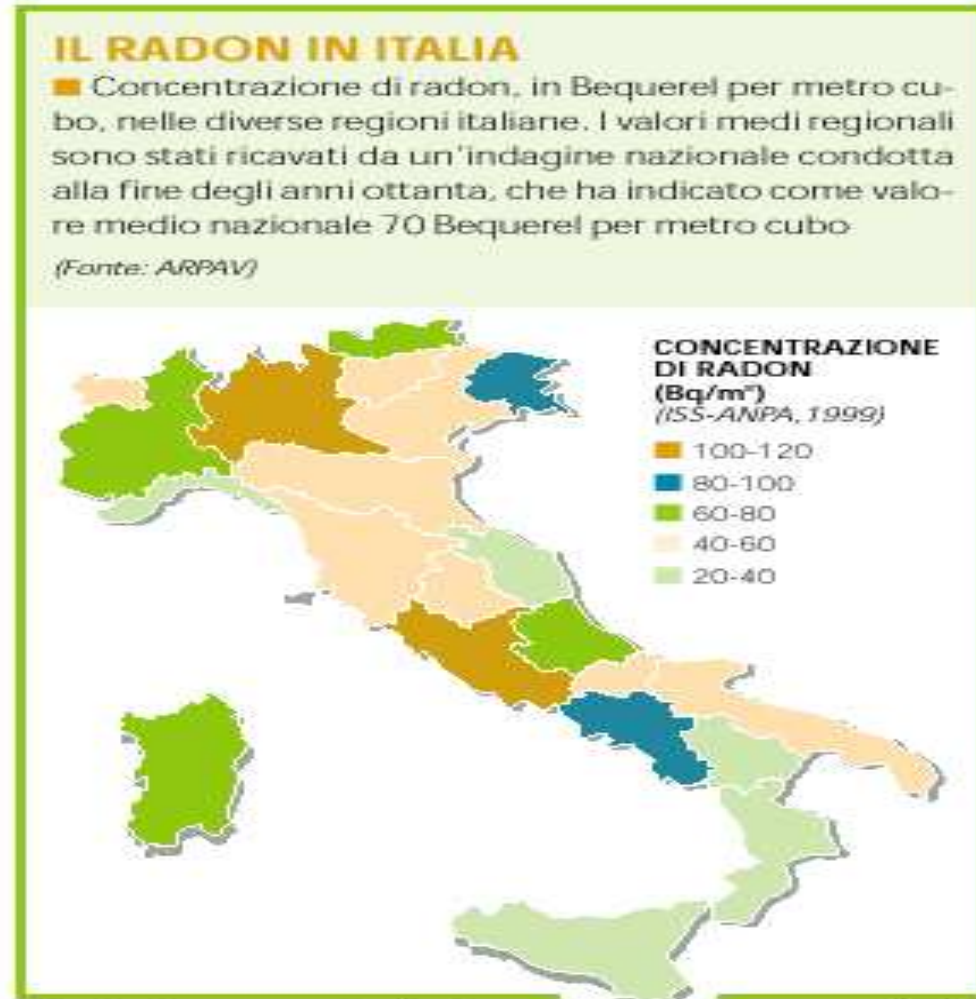 IL RADON IN ITALIA
Concentrazione di radon, in Bequerel per metro cu-
bo, nelle diverse regioni italiane. I valori medi regionali
sono stati ricavati da un'indagine nazionale condotta
alla fine degli anni ottanta, che ha indicato come valo-
re medio nazionale 70 Bequerel per metro cubo
(Fonte: ARPAV)
CONCENTRAZIONE
DI RADON
(Bq/m³)
(ISS-ANPA, 1999)
100-120
80-100
60-80
40-60
20-40